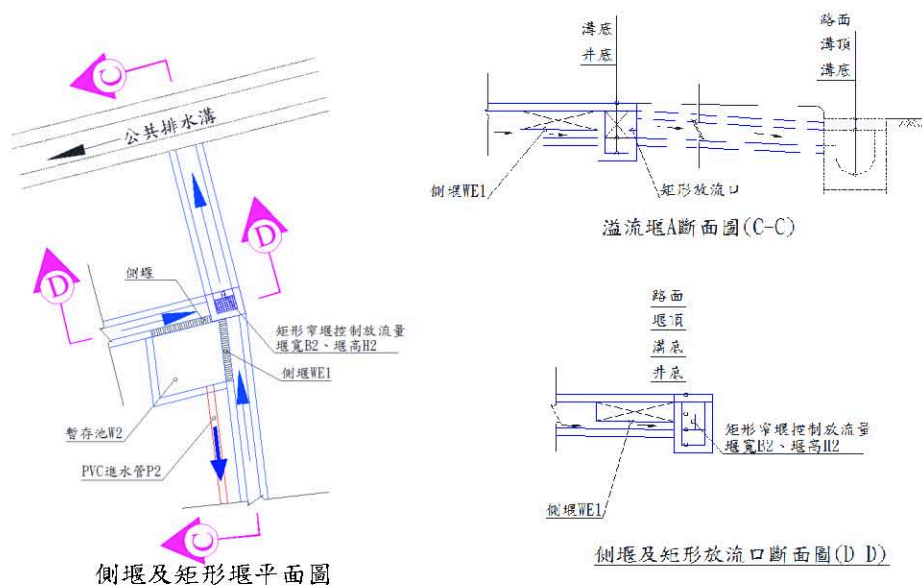 C
公共排水溝
D
D
側堰
矩形窄堰控制放流量
堰寬B2、堰高H2
側堰WE1
暫存池W2
PVC進水管P2
C
C
側堰及矩形堰平面圖
溝底
井底
路面
溝頂
溝底
側堰WE1
矩形放流口
溢流堰A斷面圖(C-C)
路面
堰頂
溝底
井底
矩形窄堰控制放流量
堰寬B2、堰高H2
側堰WE1
側堰及矩形放流口斷面圖(D D)